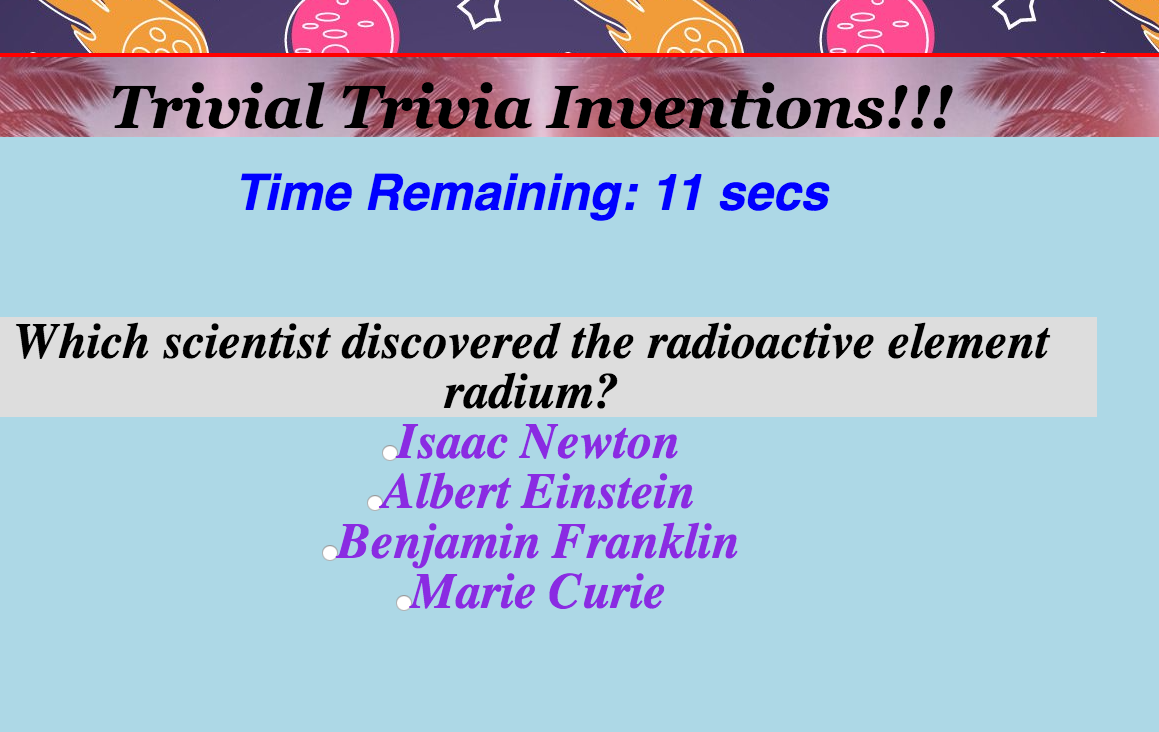 Trivial Trivia Inventions!!!
Time Remaining: 11 secs
Which scientist discovered the radioactive element
radium?
Isaac Newton
Albert Einstein
Benjamin Franklin
Marie Curie